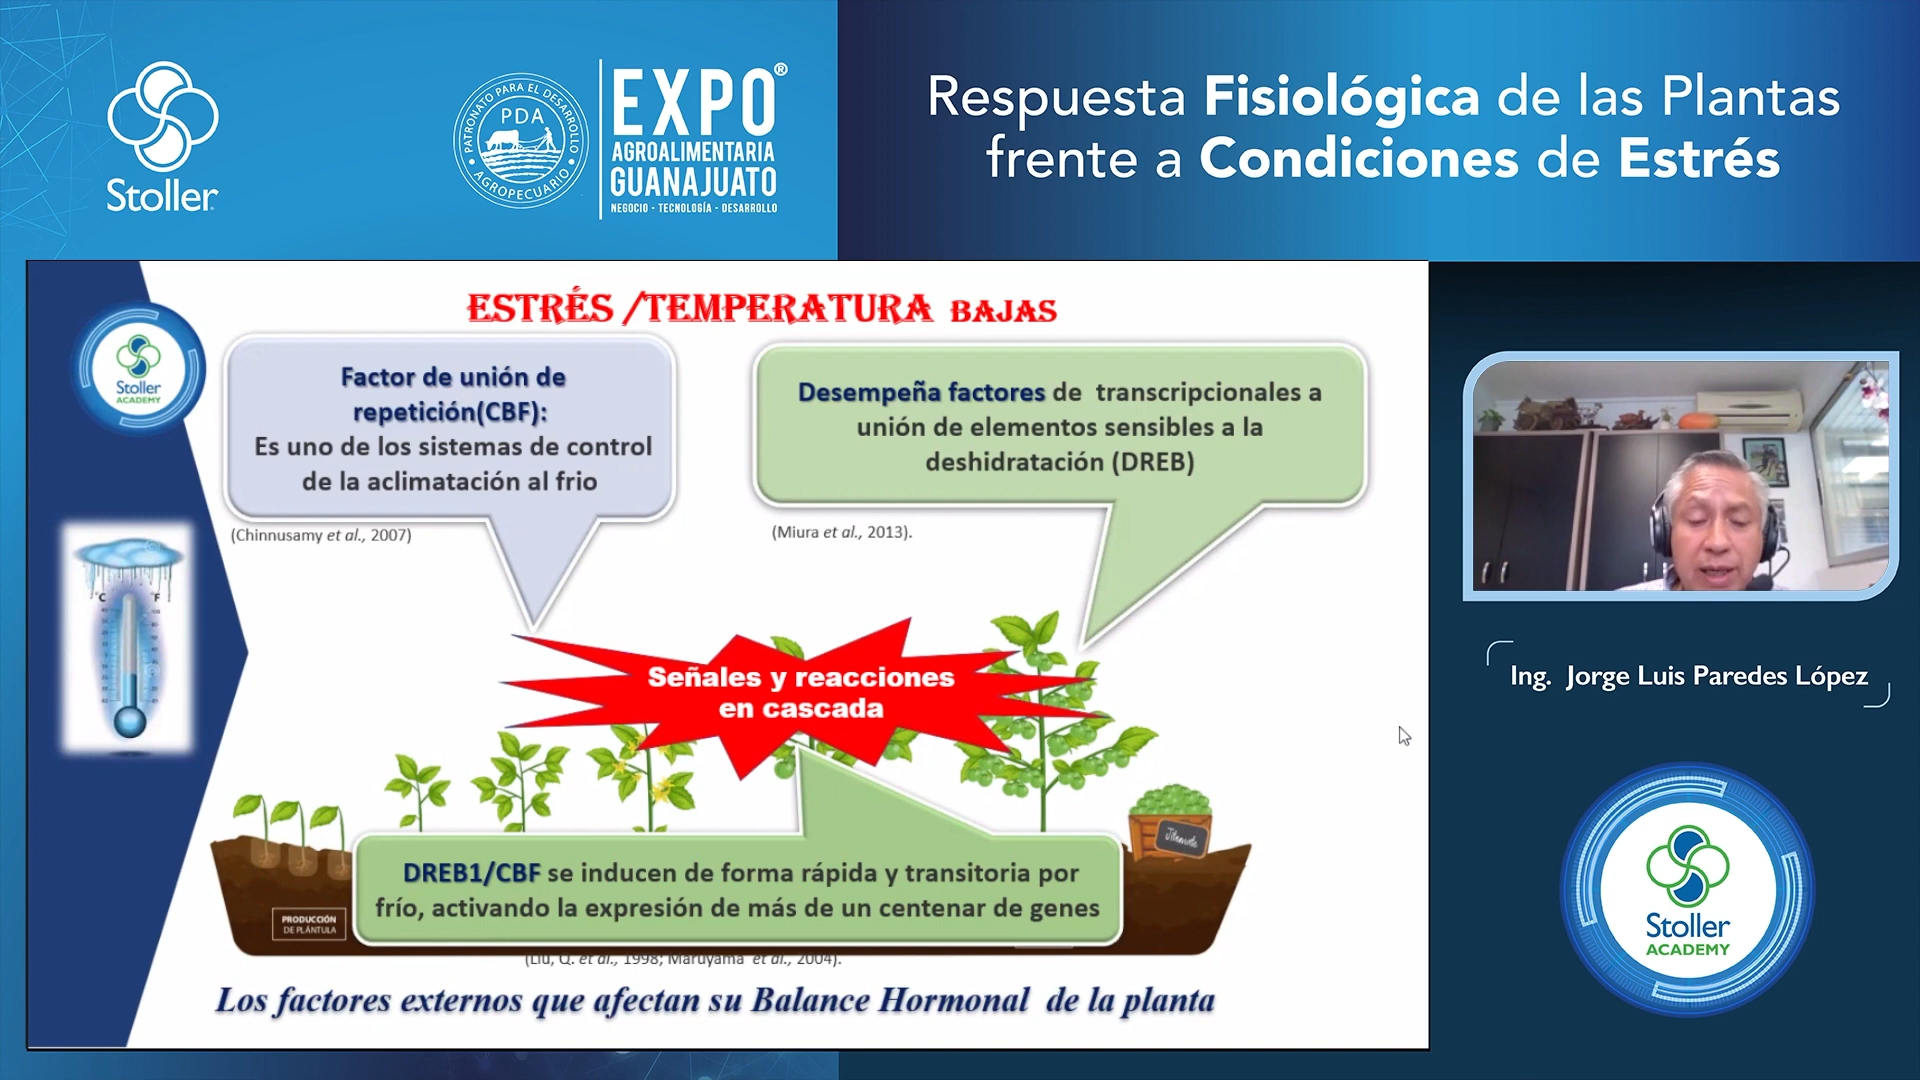 Stoller
PATRONATO PARA EL DESARROLLO
AGROPECUARIO
PDA
EXPO®
AGROALIMENTARIA
GUANAJUATO
NEGOCIO - TECNOLOGÍA - DESARROLLO
Respuesta Fisiológica de las Plantas
frente a Condiciones de Estrés
ESTRÉS /TEMPERATURA BAJAS
Stoller
ACADEMY
Factor de unión de
repetición(CBF):
Es uno de los sistemas de control
de la aclimatación al frio
(Chinnusamy et al., 2007)
Desempeña factores de transcripcionales a
unión de elementos sensibles a la
deshidratación (DREB)
(Miura et al., 2013).
°C °F
Señales y reacciones
en cascada
DREB1/CBF se inducen de forma rápida y transitoria por
frío, activando la expresión de más de un centenar de genes
PRODUCCIÓN
DE PLÁNTULA
(Liu, Q. et al., 1998; Maruyama et al., 2004).
Los factores externos que afectan su Balance Hormonal de la planta
Ing. Jorge Luis Paredes López
Stoller
ACADEMY